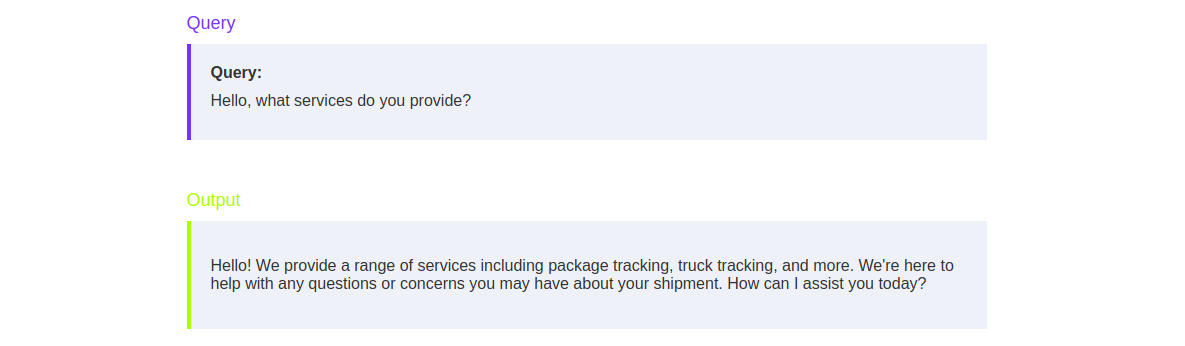 Query
Query:
Hello, what services do you provide?
Output
Hello! We provide a range of services including package tracking, truck tracking, and more. We're here to
help with any questions or concerns you may have about your shipment. How can I assist you today?